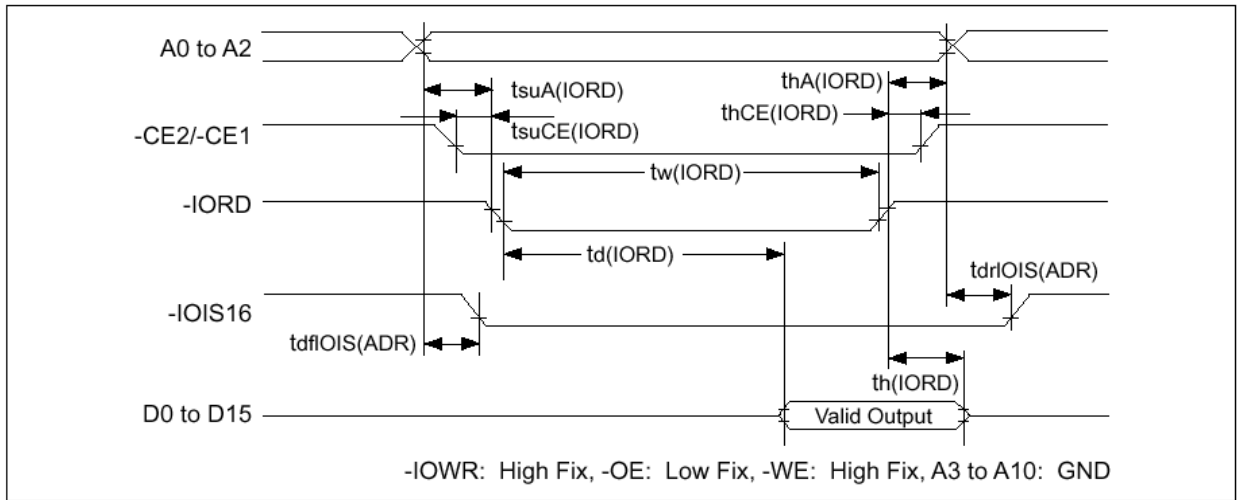 A0 to A2
tsuA(IORD)
thA(IORD)
thCE(IORD)
-CE2/-CE1
tsuCE(IORD)
tw(IORD)
-IORD
td(IORD)
tdrIOIS(ADR)
-IOIS16
tdfIOIS(ADR)
th(IORD)
D0 to D15
Valid Output
-IOWR: High Fix, -OE: Low Fix, -WE: High Fix, A3 to A10: GND